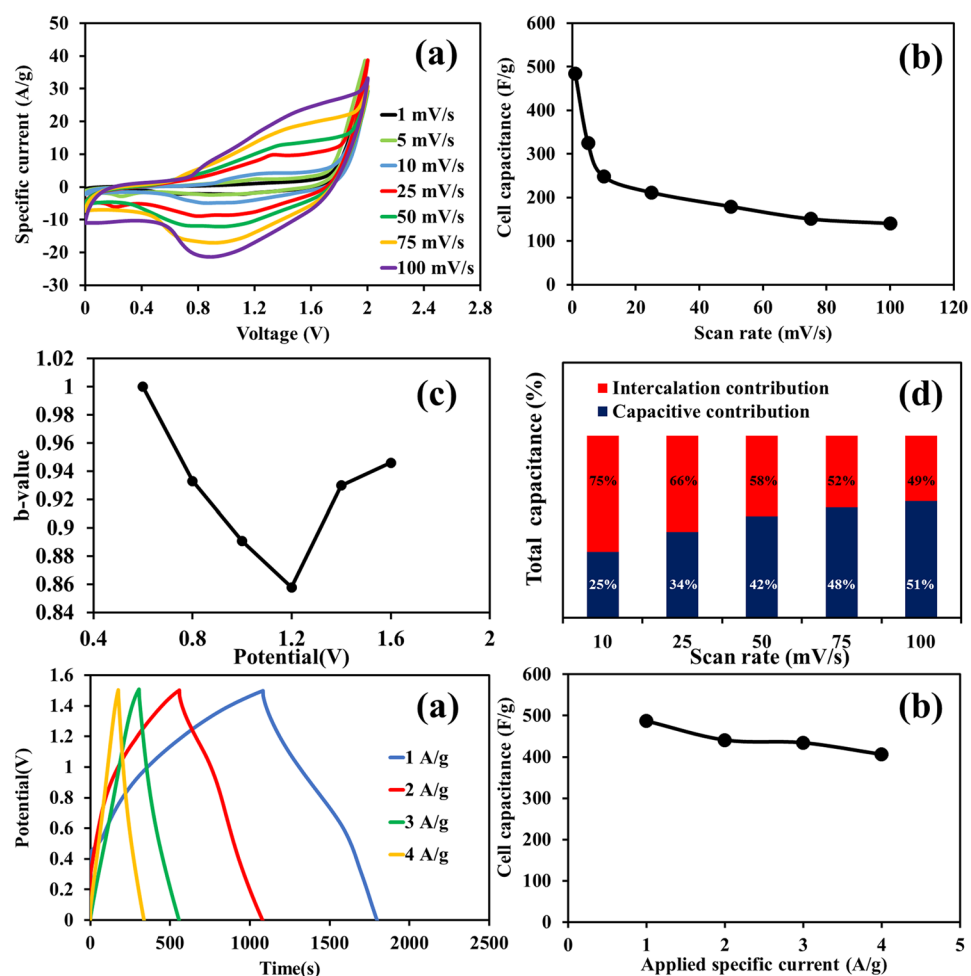 (a)
50
40
30
20
10
0
-10
-20
-30
Specific current (A/g)
1 mV/s
5 mV/s
10 mV/s
25 mV/s
50 mV/s
75 mV/s
100 mV/s
0 0.4 0.8 1.2 1.6 2 2.4 2.8
Voltage (V)
(b)
600
500
400
300
200
100
0
Cell capacitance (F/g)
0 20 40 60 80 100 120
Scan rate (mV/s)
(c)
1.02
1
0.98
0.96
0.94
0.92
0.9
0.88
0.86
0.84
b-value
0.4 0.8 1.2 1.6 2
Potential(V)
(d)
Intercalation contribution
Capacitive contribution
Total capacitance (%)
75% 66% 58% 52% 49%
25% 34% 42% 48% 51%
10 25 50 75 100
Scan rate (mV/s)
(a)
1.6
1.4
1.2
1
0.8
0.6
0.4
0.2
0
Potential(V)
1 A/g
2 A/g
3 A/g
4 A/g
0 500 1000 1500 2000 2500
Time(s)
(b)
600
500
400
300
200
100
0
Cell capacitance (F/g)
0 1 2 3 4 5
Applied specific current (A/g)